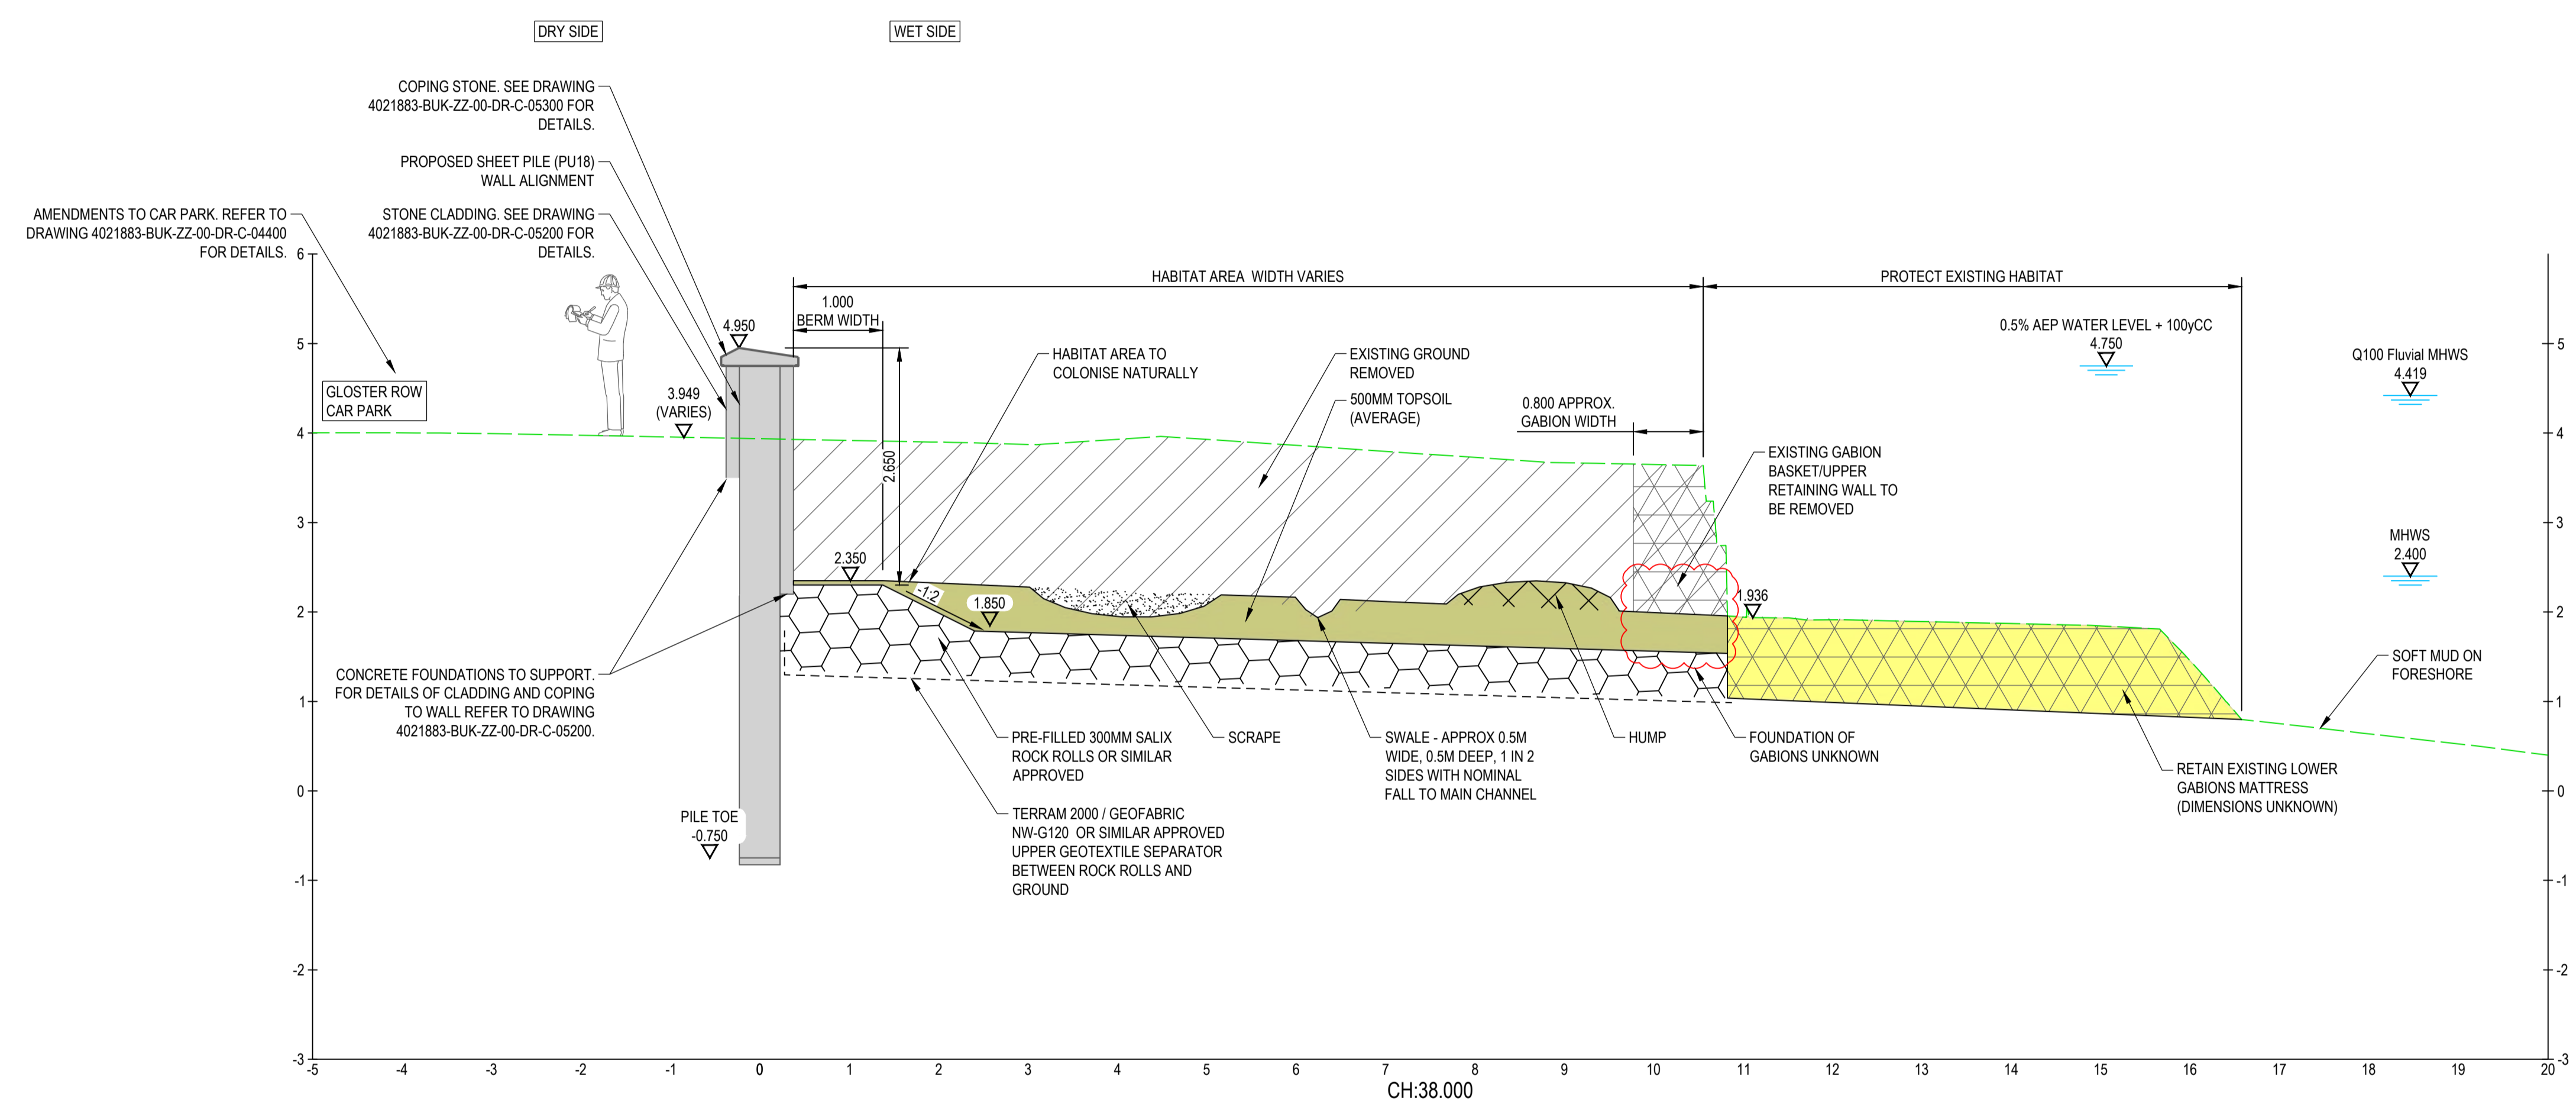 DRY SIDE
WET SIDE
COPING STONE. SEE DRAWING
4021883-BUK-ZZ-00-DR-C-05300 FOR
DETAILS.
PROPOSED SHEET PILE (PU18)
WALL ALIGNMENT
AMENDMENTS TO CAR PARK. REFER TO
DRAWING 4021883-BUK-ZZ-00-DR-C-04400
FOR DETAILS.
STONE CLADDING. SEE DRAWING
4021883-BUK-ZZ-00-DR-C-05200 FOR
DETAILS.
HABITAT AREA  WIDTH VARIES
PROTECT EXISTING HABITAT
1.000
BERM WIDTH
4.950
0.5% AEP WATER LEVEL + 100yCC
4.750
Q100 Fluvial MHWS
4.419
HABITAT AREA TO
COLONISE NATURALLY
EXISTING GROUND
REMOVED
GLOSTER ROW
CAR PARK
3.949
(VARIES)
500MM TOPSOIL
(AVERAGE)
0.800 APPROX.
GABION WIDTH
2.650
EXISTING GABION
BASKET/UPPER
RETAINING WALL TO
BE REMOVED
MHWS
2.400
2.350
-1:2
1.850
1.936
CONCRETE FOUNDATIONS TO SUPPORT.
FOR DETAILS OF CLADDING AND COPING
TO WALL REFER TO DRAWING
4021883-BUK-ZZ-00-DR-C-05200.
SOFT MUD ON
FORESHORE
PRE-FILLED 300MM SALIX
ROCK ROLLS OR SIMILAR
APPROVED
SCRAPE
SWALE - APPROX 0.5M
WIDE, 0.5M DEEP, 1 IN 2
SIDES WITH NOMINAL
FALL TO MAIN CHANNEL
HUMP
FOUNDATION OF
GABIONS UNKNOWN
RETAIN EXISTING LOWER
GABIONS MATTRESS
(DIMENSIONS UNKNOWN)
PILE TOE
-0.750
TERRAM 2000 / GEOFABRIC
NW-G120  OR SIMILAR APPROVED
UPPER GEOTEXTILE SEPARATOR
BETWEEN ROCK ROLLS AND
GROUND
6
5
4
3
2
1
0
-1
-2
-3
5
4
3
2
1
0
-1
-2
-3
-5 -4 -3 -2 -1 0 1 2 3 4 5 6 7 8 9 10 11 12 13 14 15 16 17 18 19 20
CH:38.000